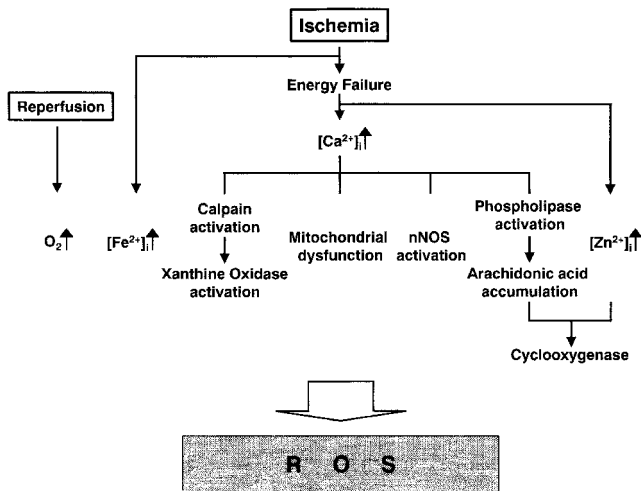 Ischemia
Energy Failure
Reperfusion
[Ca²⁺]ᵢ
Calpain
activation
Phospholipase
activation
O₂
[Fe²⁺]ᵢ
Mitochondrial
dysfunction
nNOS
activation
[Zn²⁺]ᵢ
Xanthine Oxidase
activation
Arachidonic acid
accumulation
Cyclooxygenase
R O S